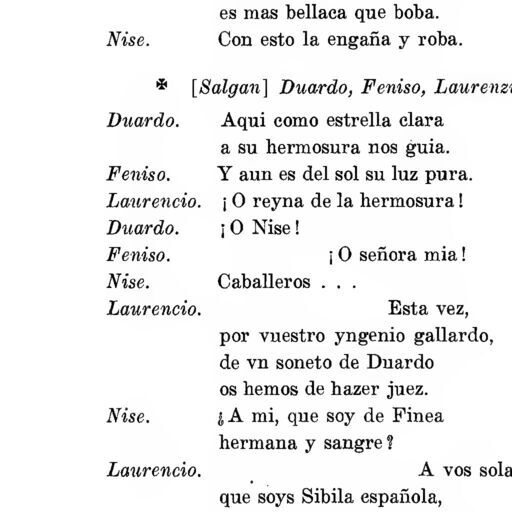 es mas bellaca que boba.
Nise. Con esto la engaña y roba.
✠ [Salgan] Duardo, Feniso,
Duardo. Aqui como estrella clara
a su hermosura nos guia.
Feniso. Y aun es del sol su luz pura.
Laurencio. ¡O reyna de la hermosura!
Duardo. ¡O Nise!
Feniso. ¡O señora mia!
Nise. Caballeros . . .
Laurencio. Esta vez,
por vuestro yngenio gallardo,
de vn soneto de Duardo
os hemos de hazer juez.
Nise. ¿A mi, que soy de Finea
hermana y sangre?
Laurencio. A vos sola
que soys Sibila española,